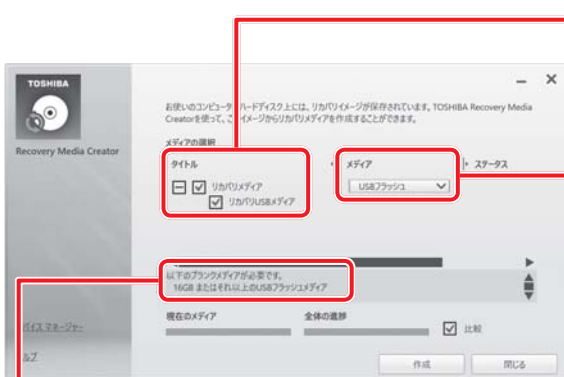 TOSHIBA
Recovery Media Creator
お使いのコンピュータ ハードディスク上には、リカバリイメージが保存されています。TOSHIBA Recovery Media
Creatorを使って、こ イメージからリカバリメディアを作成することができます。
メディアの選択
タイトル
メディア
ステータス
リカバリメディア
USBフラッシュ
リカバリUSBメディア
以下のブランクメディアが必要です。
16GB またはそれ以上のUSBフラッシュメディア
現在のメディア
全体の進捗
比較
バイス マネージャー
ルプ
作成
閉じる